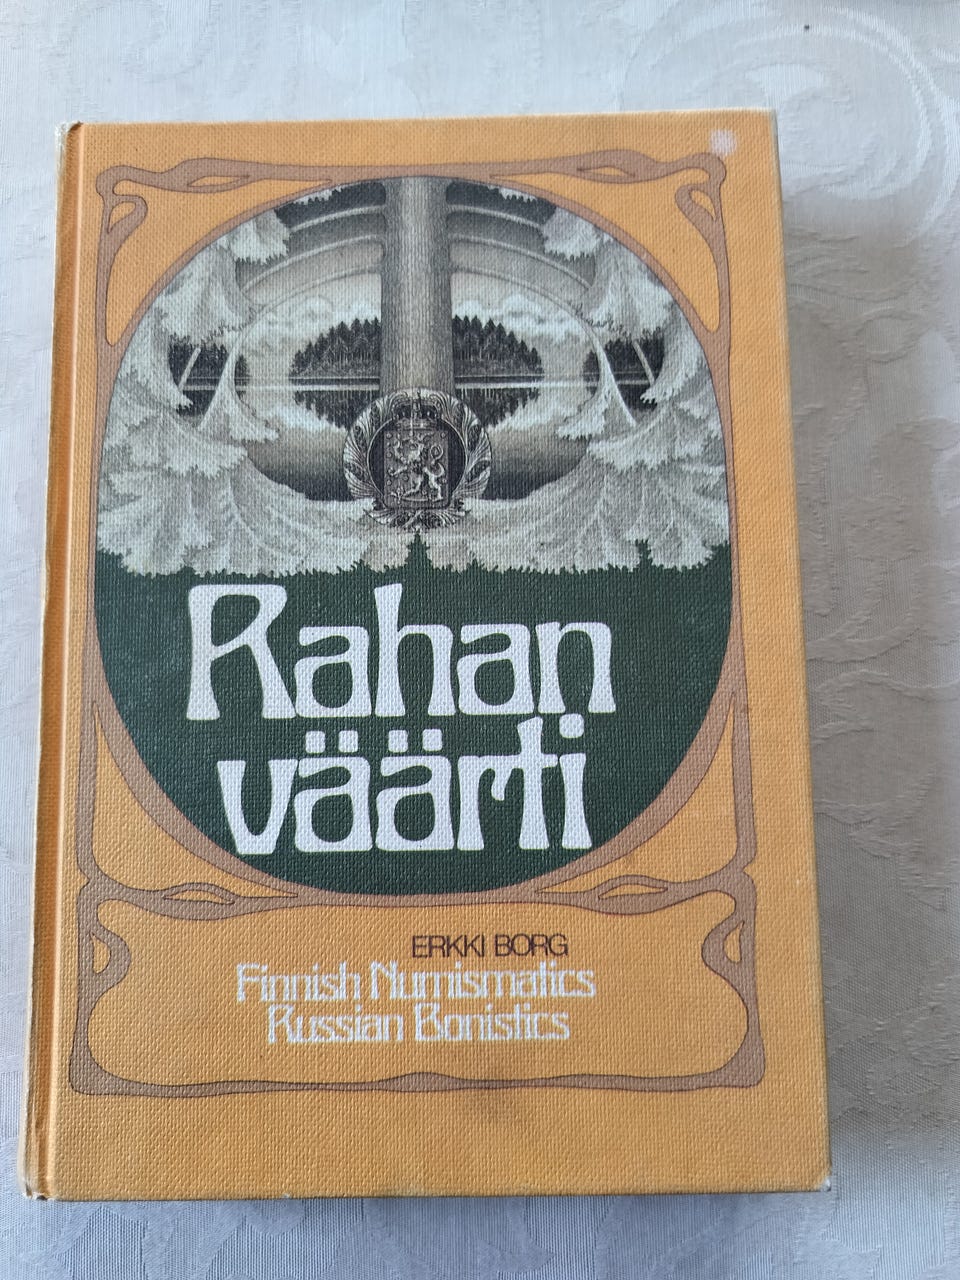 Rahan
väärti
ERKKI BORG
Finnish Numismatics
Russian Bonistics